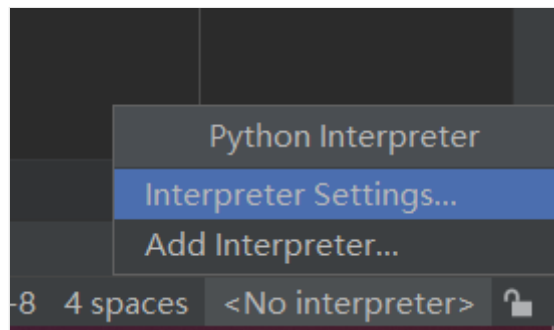 Python Interpreter
Interpreter Settings...
Add Interpreter...
-8 4 spaces <No interpreter>